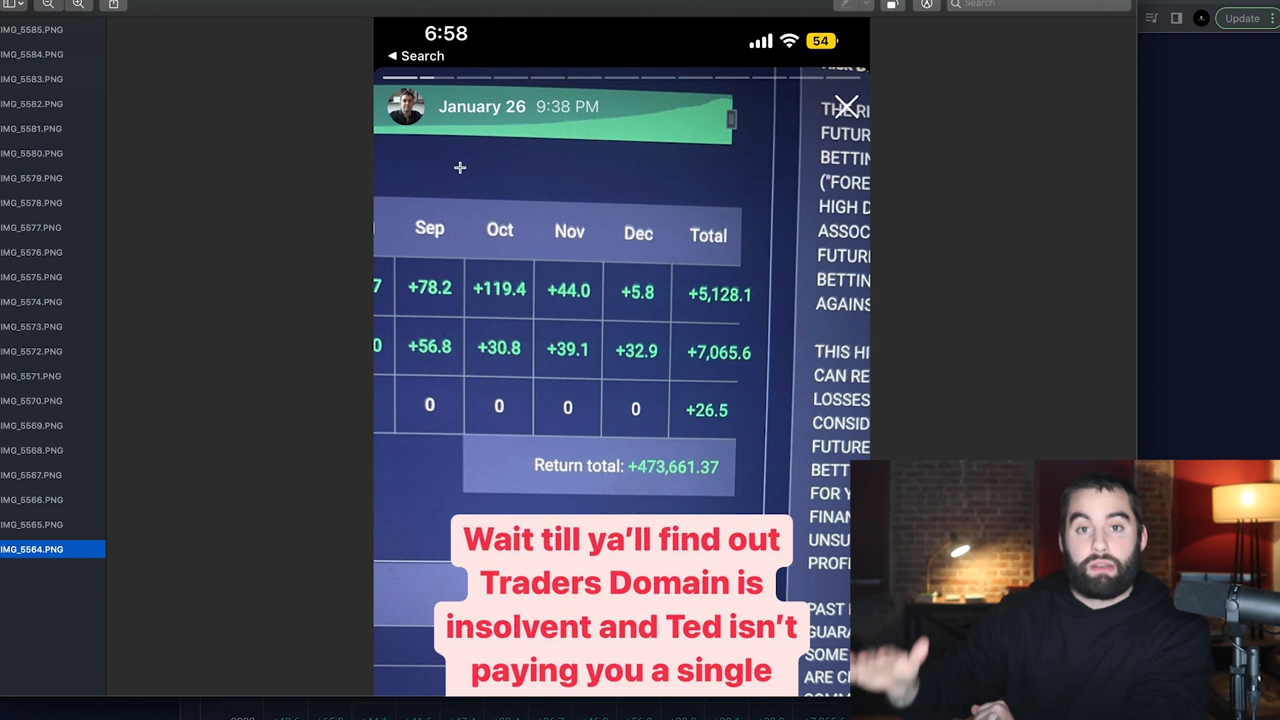 Search
Update
IMG_5585.PNG
IMG_5584.PNG
IMG_5583.PNG
IMG_5582.PNG
IMG_5581.PNG
IMG_5580.PNG
IMG_5579.PNG
IMG_5578.PNG
IMG_5577.PNG
IMG_5576.PNG
IMG_5575.PNG
IMG_5574.PNG
IMG_5573.PNG
IMG_5572.PNG
IMG_5571.PNG
IMG_5570.PNG
IMG_5569.PNG
IMG_5568.PNG
IMG_5567.PNG
IMG_5566.PNG
IMG_5565.PNG
IMG_5564.PNG
6:58
54
◀ Search
January 26 9:38 PM
Sep Oct Nov Dec Total
7 +78.2 +119.4 +44.0 +5.8 +5,128.1
0 +56.8 +30.8 +39.1 +32.9 +7,065.6
0 0 0 0 +26.5
Return total: +473,661.37
Wait till ya’ll find out
Traders Domain is
insolvent and Ted isn’t
paying you a single
THE RI
FUTUR
BETTIN
("FORE
HIGH D
ASSOC
FUTUR
BETTIN
AGAINS
THIS HI
CAN RE
LOSSES
CONSID
FUTURE
BETT
FOR Y
FINAN
UNSU
PROFI
PAST
GUARA
SOME
ARE C